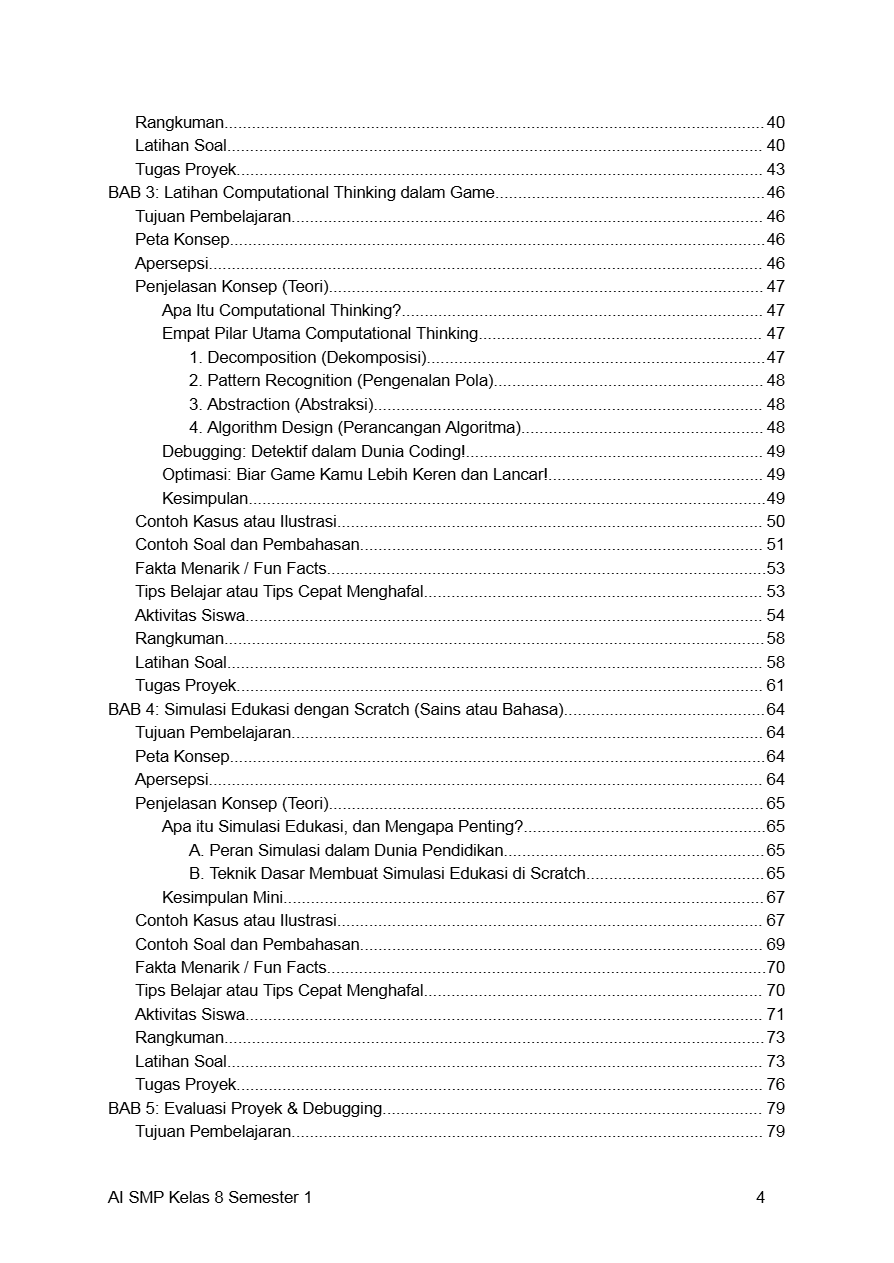 Rangkuman.......................................................................................................................40
Latihan Soal...................................................................................................................... 40
Tugas Proyek.................................................................................................................... 43
BAB 3: Latihan Computational Thinking dalam Game...........................................................46
Tujuan Pembelajaran........................................................................................................ 46
Peta Konsep......................................................................................................................46
Apersepsi.......................................................................................................................... 46
Penjelasan Konsep (Teori)................................................................................................ 47
Apa Itu Computational Thinking?................................................................................ 47
Empat Pilar Utama Computational Thinking............................................................... 47
1. Decomposition (Dekomposisi)...........................................................................47
2. Pattern Recognition (Pengenalan Pola)............................................................ 48
3. Abstraction (Abstraksi)...................................................................................... 48
4. Algorithm Design (Perancangan Algoritma)...................................................... 48
Debugging: Detektif dalam Dunia Coding!.................................................................. 49
Optimasi: Biar Game Kamu Lebih Keren dan Lancar!................................................ 49
Kesimpulan..................................................................................................................49
Contoh Kasus atau Ilustrasi.............................................................................................. 50
Contoh Soal dan Pembahasan......................................................................................... 51
Fakta Menarik / Fun Facts.................................................................................................53
Tips Belajar atau Tips Cepat Menghafal........................................................................... 53
Aktivitas Siswa.................................................................................................................. 54
Rangkuman.......................................................................................................................58
Latihan Soal...................................................................................................................... 58
Tugas Proyek.................................................................................................................... 61
BAB 4: Simulasi Edukasi dengan Scratch (Sains atau Bahasa)............................................64
Tujuan Pembelajaran........................................................................................................ 64
Peta Konsep......................................................................................................................64
Apersepsi.......................................................................................................................... 64
Penjelasan Konsep (Teori)................................................................................................ 65
Apa itu Simulasi Edukasi, dan Mengapa Penting?......................................................65
A. Peran Simulasi dalam Dunia Pendidikan..........................................................65
B. Teknik Dasar Membuat Simulasi Edukasi di Scratch........................................65
Kesimpulan Mini.......................................................................................................... 67
Contoh Kasus atau Ilustrasi.............................................................................................. 67
Contoh Soal dan Pembahasan......................................................................................... 69
Fakta Menarik / Fun Facts.................................................................................................70
Tips Belajar atau Tips Cepat Menghafal........................................................................... 70
Aktivitas Siswa.................................................................................................................. 71
Rangkuman.......................................................................................................................73
Latihan Soal...................................................................................................................... 73
Tugas Proyek.................................................................................................................... 76
BAB 5: Evaluasi Proyek & Debugging................................................................................... 79
Tujuan Pembelajaran........................................................................................................ 79
AI SMP Kelas 8 Semester 1 4